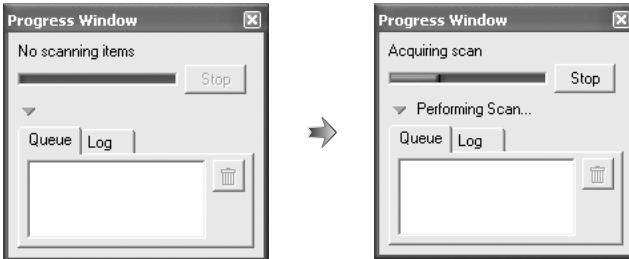 Progress Window
No scanning items
Stop
Queue Log
Progress Window
Acquiring scan
Stop
Performing Scan...
Queue Log